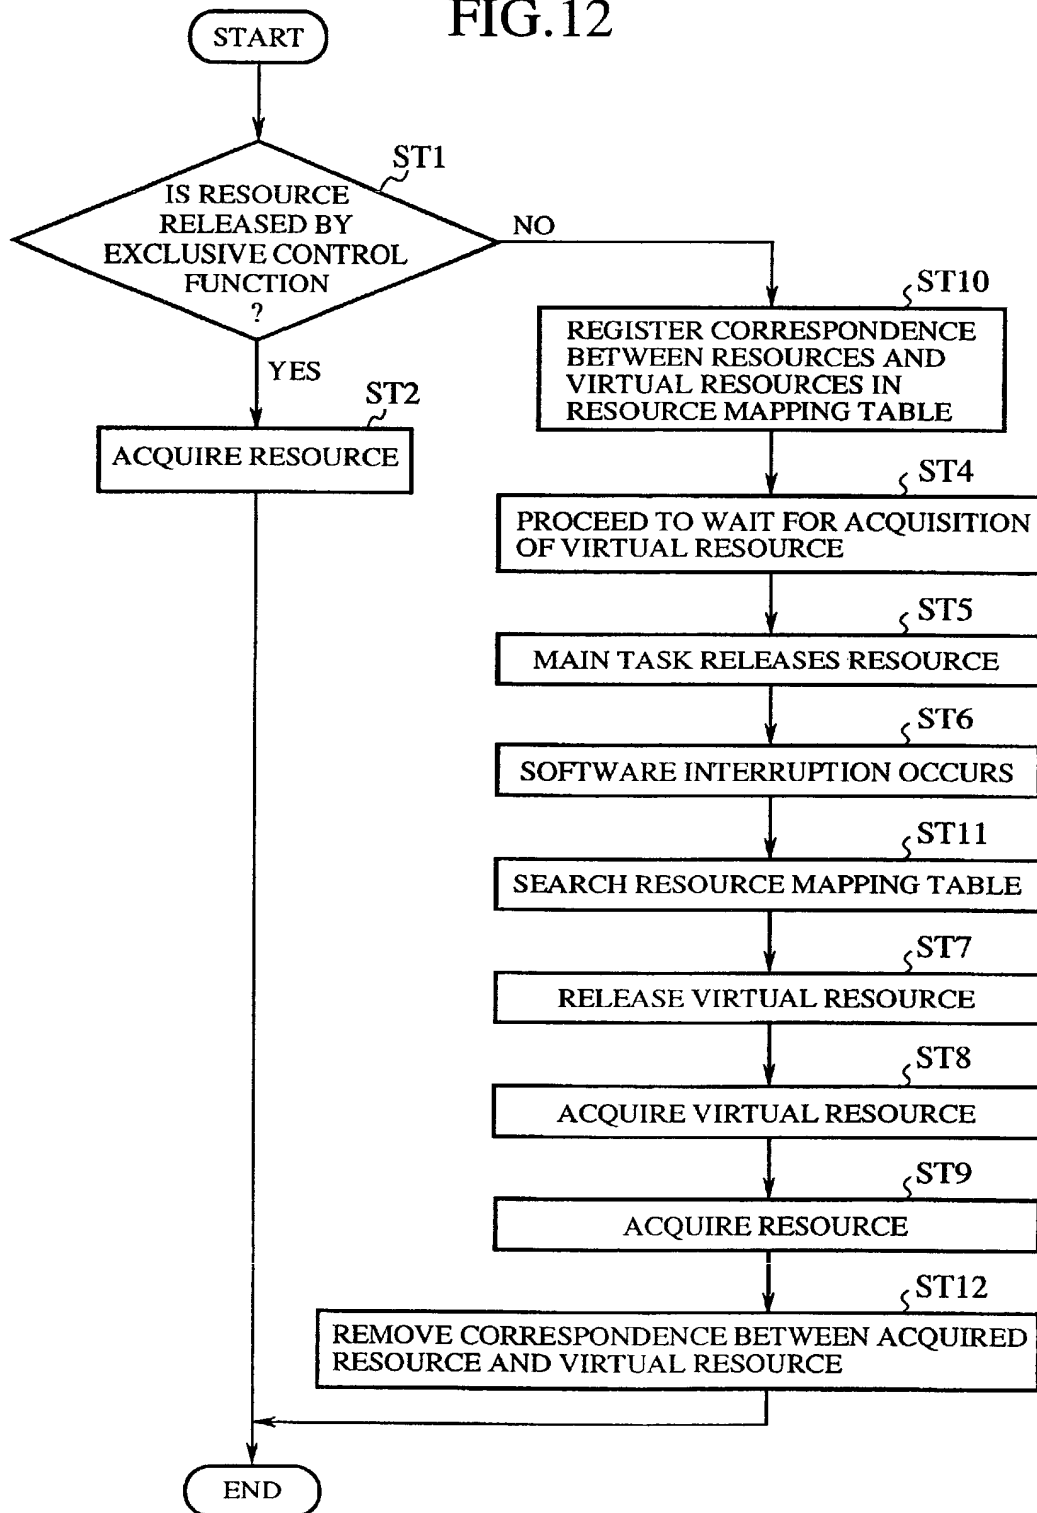 FIG.12
START
ST1
IS RESOURCE
RELEASED BY
EXCLUSIVE CONTROL
FUNCTION
?
NO
YES
ST2
ACQUIRE RESOURCE
ST10
REGISTER CORRESPONDENCE
BETWEEN RESOURCES AND
VIRTUAL RESOURCES IN
RESOURCE MAPPING TABLE
ST4
PROCEED TO WAIT FOR ACQUISITION
OF VIRTUAL RESOURCE
ST5
MAIN TASK RELEASES RESOURCE
ST6
SOFTWARE INTERRUPTION OCCURS
ST11
SEARCH RESOURCE MAPPING TABLE
ST7
RELEASE VIRTUAL RESOURCE
ST8
ACQUIRE VIRTUAL RESOURCE
ST9
ACQUIRE RESOURCE
ST12
REMOVE CORRESPONDENCE BETWEEN ACQUIRED
RESOURCE AND VIRTUAL RESOURCE
END